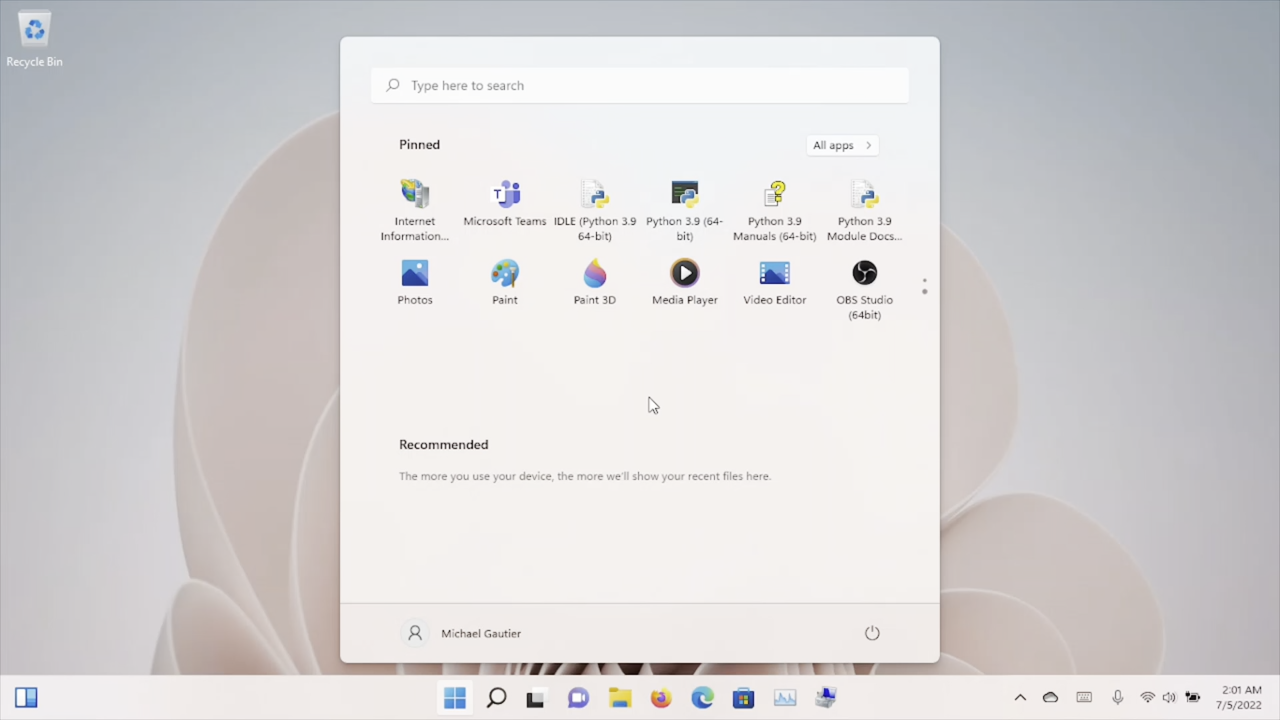 Recycle Bin
Type here to search
Pinned
All apps
Internet
Information...
Microsoft Teams
IDLE (Python 3.9
64-bit)
Python 3.9 (64-
bit)
Python 3.9
Manuals (64-bit)
Python 3.9
Module Docs...
Photos
Paint
Paint 3D
Media Player
Video Editor
OBS Studio
(64bit)
Recommended
The more you use your device, the more we'll show your recent files here.
Michael Gautier
2:01 AM
7/5/2022